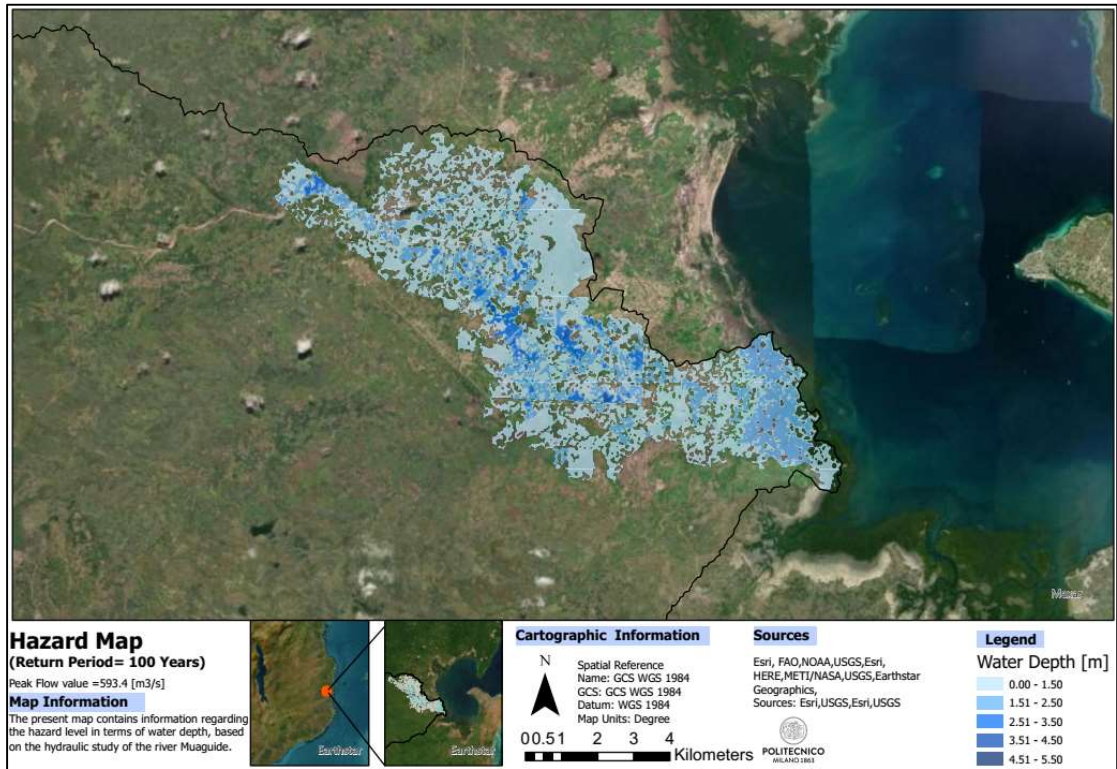 Mexar
Hazard Map
(Return Period= 100 Years)
Peak Flow value =593.4 [m3/s]
Map Information
The present map contains information regarding
the hazard level in terms of water depth, based
on the hydraulic study of the river Muaguide.
Earthstar
Earthstar
Cartographic Information
N
Spatial Reference
Name: GCS WGS 1984
GCS: GCS WGS 1984
Datum: WGS 1984
Map Units: Degree
0 0.5 1 2 3 4
Kilometers
Sources
Esri, FAO,NOAA,USGS,Esri,
HERE,METI/NASA,USGS,Earthstar
Geographics,
Sources: Esri,USGS,Esri,USGS
POLITECNICO
MILANO 1863
Legend
Water Depth [m]
0.00 - 1.50
1.51 - 2.50
2.51 - 3.50
3.51 - 4.50
4.51 - 5.50